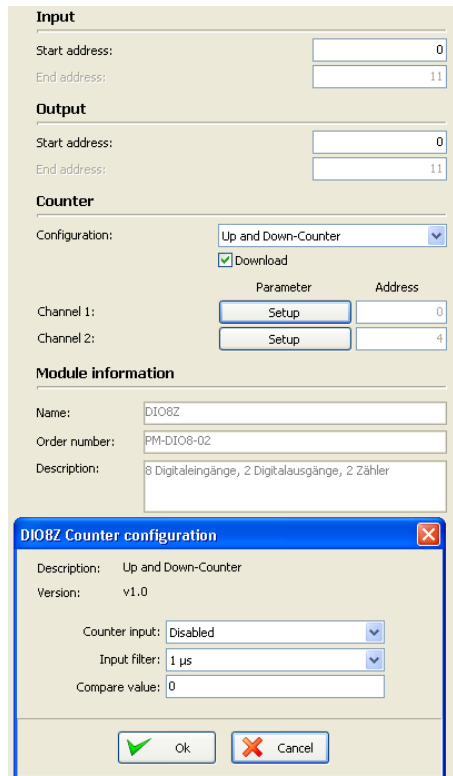 Input
Start address: 0
End address: 11
Output
Start address: 0
End address: 11
Counter
Configuration: Up and Down-Counter
Download
Parameter Address
Channel 1: Setup 0
Channel 2: Setup 4
Module information
Name: DIO8Z
Order number: PM-DIO8-02
Description: 8 Digitaleingänge, 2 Digitalausgänge, 2 Zähler
DIO8Z Counter configuration
Description: Up and Down-Counter
Version: v1.0
Counter input: Disabled
Input filter: 1 µs
Compare value: 0
Ok Cancel